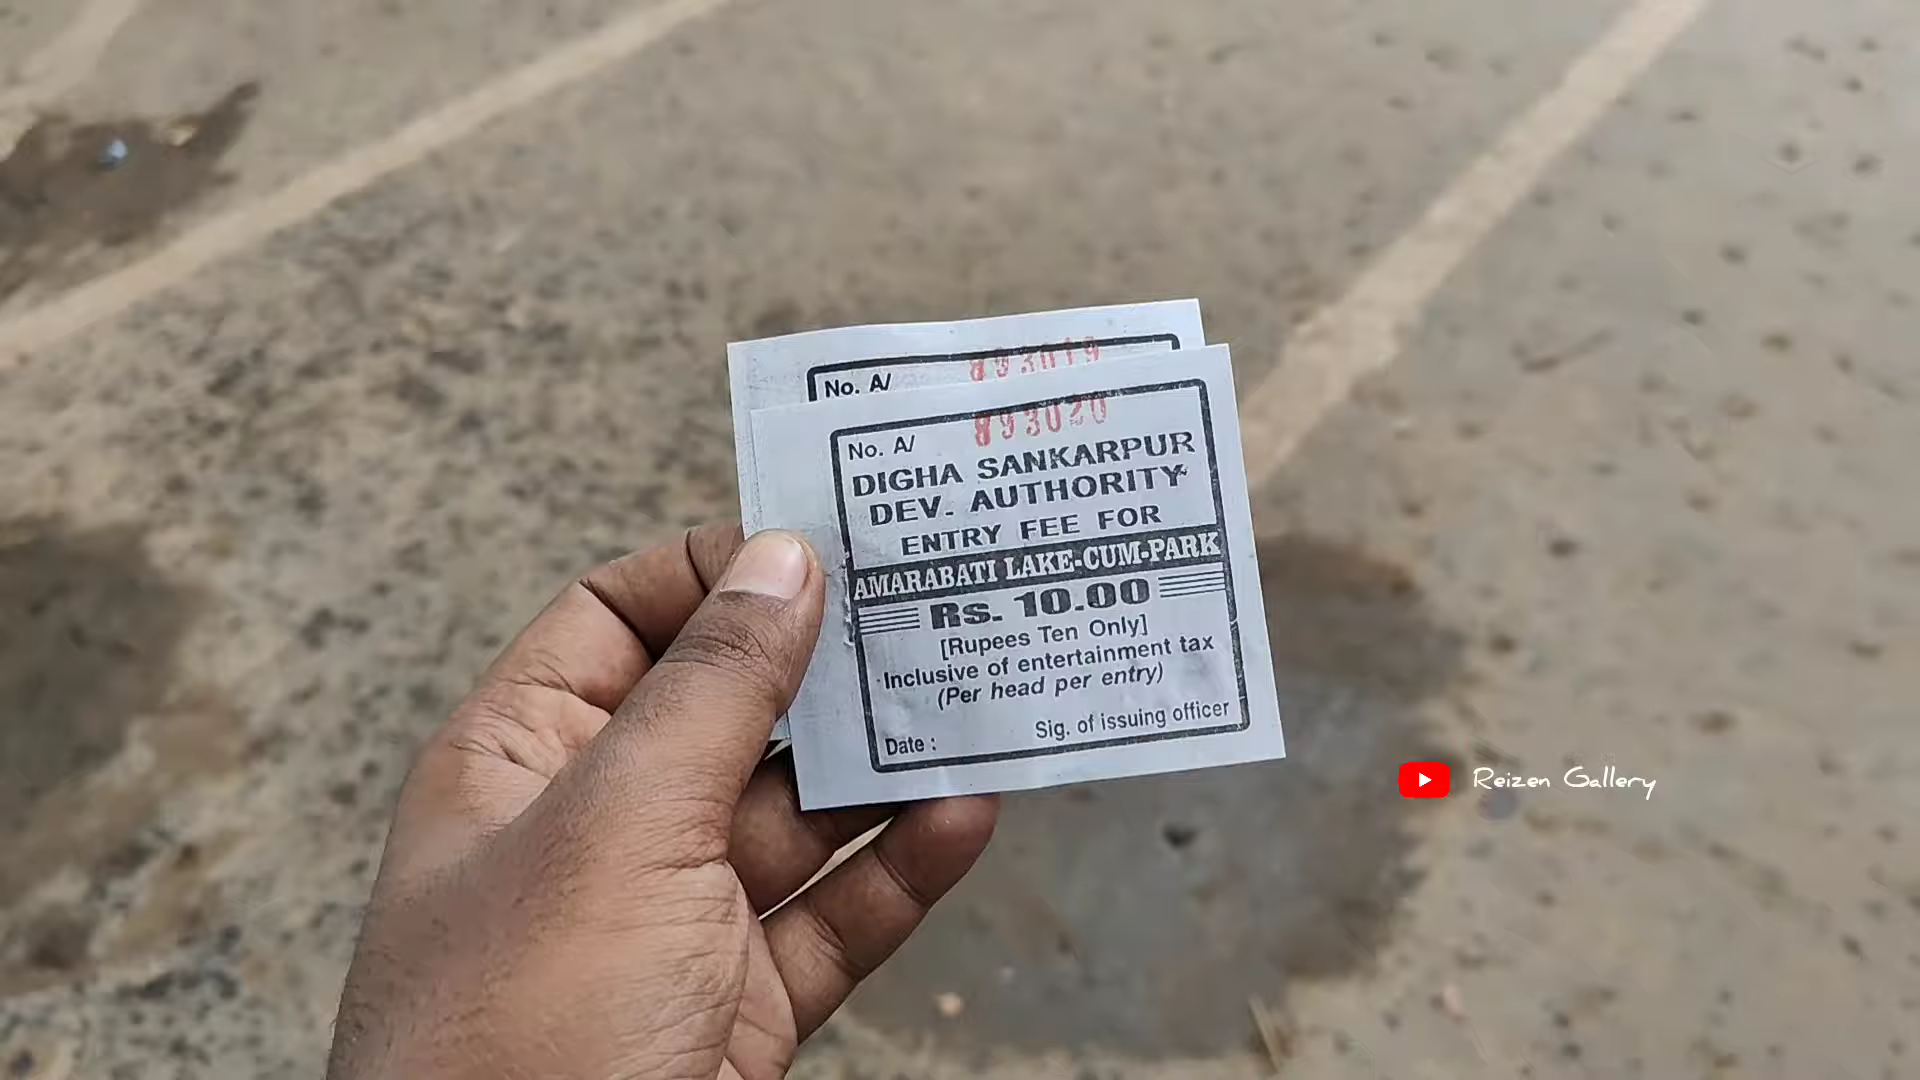 No. A/ 893019
No. A/ 893020
DIGHA SANKARPUR
DEV. AUTHORITY
ENTRY FEE FOR
AMARABATI LAKE-CUM-PARK
Rs. 10.00
[Rupees Ten Only]
Inclusive of entertainment tax
(Per head per entry)
Date : Sig. of issuing officer
Reizen Gallery